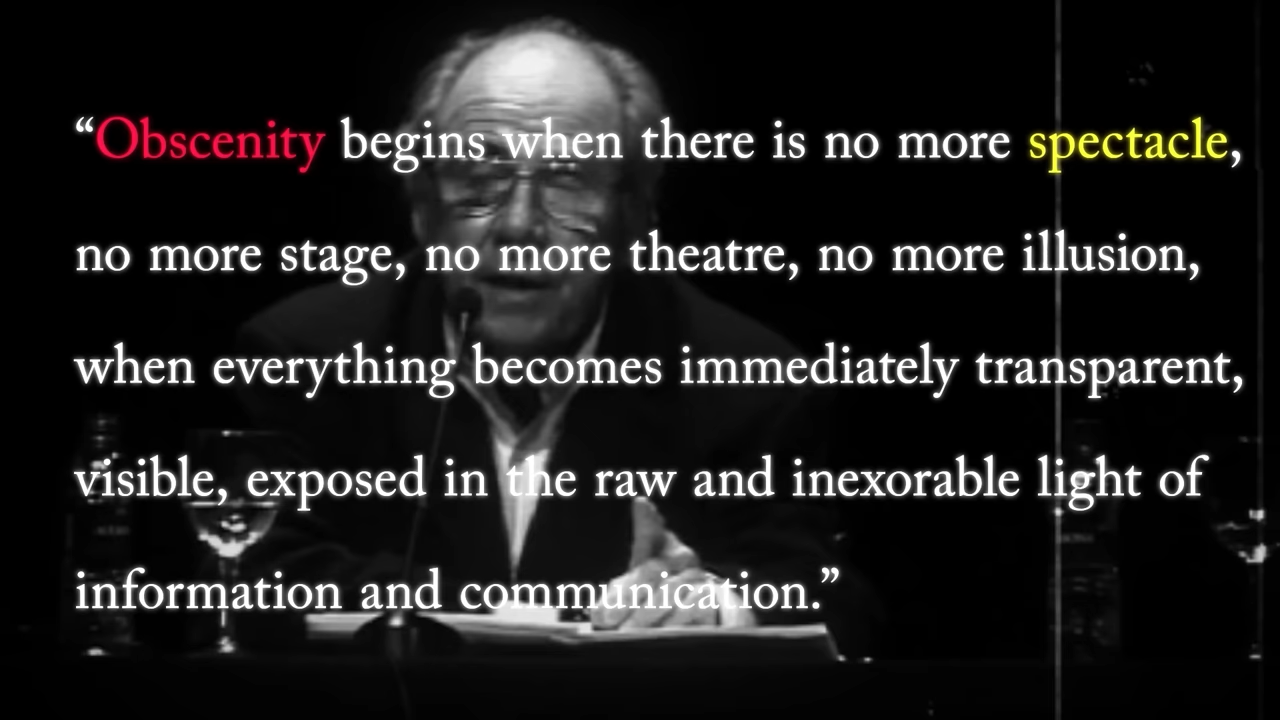 “Obscenity begins when there is no more spectacle,
no more stage, no more theatre, no more illusion,
when everything becomes immediately transparent,
visible, exposed in the raw and inexorable light of
information and communication.”